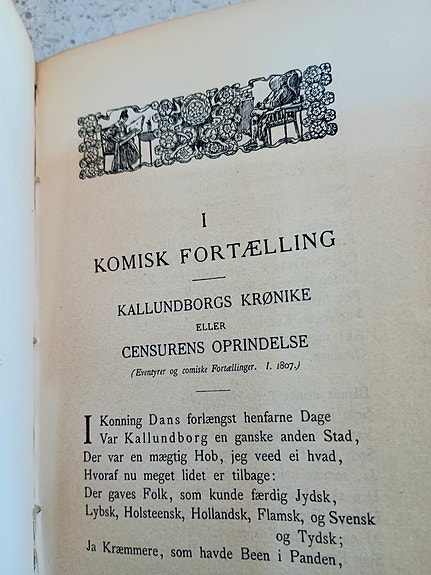 I
KOMISK FORTÆLLING
KALLUNDBORGS KRØNIKE
ELLER
CENSURENS OPRINDELSE
(Eventyrer og comiske Fortællinger. I. 1807.)
I Konning Dans forlængst henfarne Dage
Var Kallundborg en ganske anden Stad,
Der var en mægtig Hob, jeg veed ei hvad,
Hvoraf nu meget lidet er tilbage:
Der gaves Folk, som kunde færdig Jydsk,
Lybsk, Holsteensk, Hollandsk, Flamsk, og Svensk
og Tydsk;
Ja Kræmmere, som havde Been i Panden,